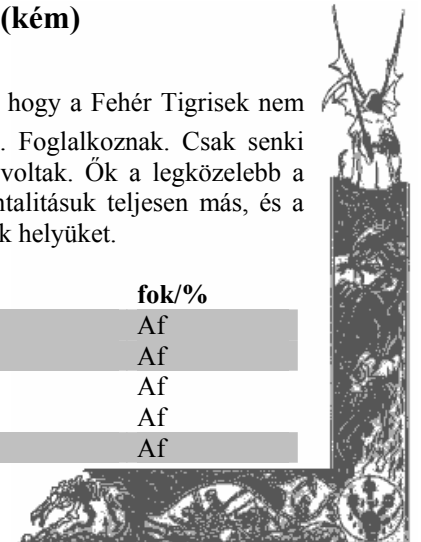 (kém)
hogy a Fehér Tigrisek nem
. Foglalkoznak. Csak senki
voltak. Ők a legközelebb a
ntalitásuk teljesen más, és a
k helyüket.
fok/%
Af
Af
Af
Af
Af